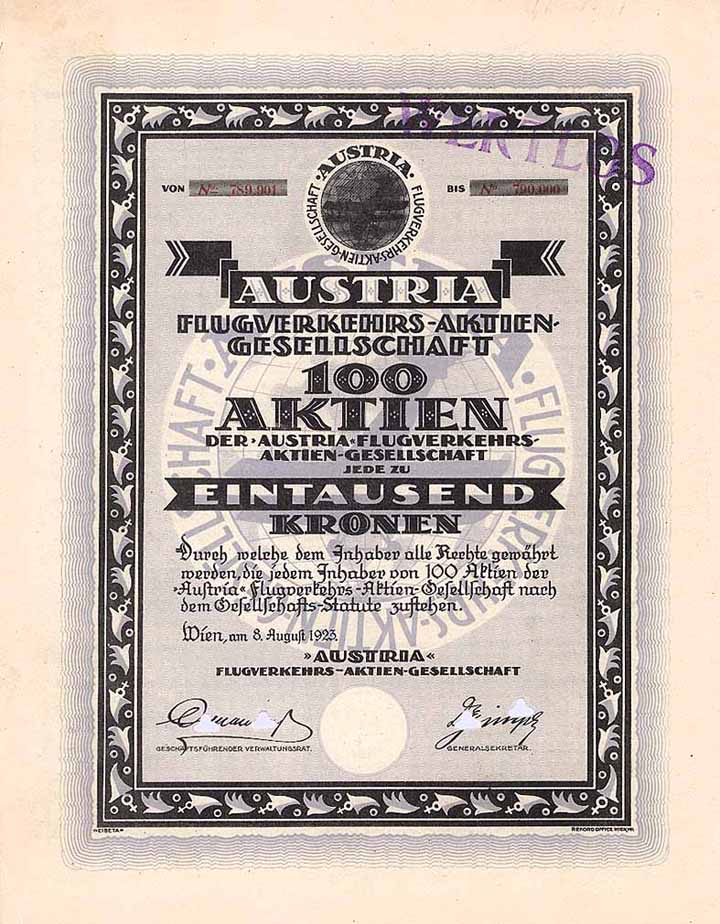 WERTLOS
AUSTRIA · FLUGVERKEHRS-AKTIEN-GESELLSCHAFT ·
VON Nº 789,901
BIS Nº 790,000
AUSTRIA
FLUGVERKEHRS-AKTIEN-
GESELLSCHAFT
100
AKTIEN
DER »AUSTRIA« FLUGVERKEHRS-
AKTIEN-GESELLSCHAFT
JEDE ZU
EINTAUSEND
KRONEN
Durch welche dem Inhaber alle Rechte gewährt
werden, die jedem Inhaber von 100 Aktien der
»Austria« Flugverkehrs-Aktien-Gesellschaft nach
dem Gesellschafts-Statute zustehen.
Wien, am 8. August 1923.
»AUSTRIA«
FLUGVERKEHRS-AKTIEN-GESELLSCHAFT
GESCHÄFTSFÜHRENDER VERWALTUNGSRAT.
GENERALSEKRETÄR.
»EISETA«